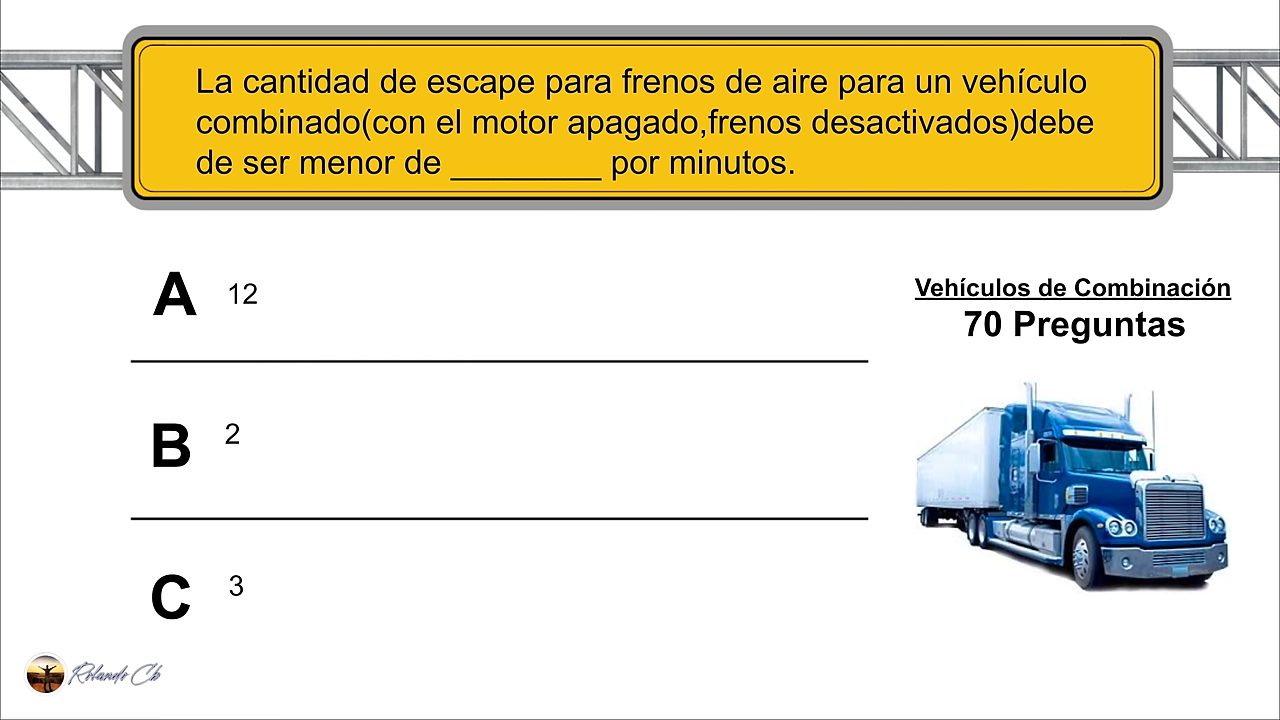 La cantidad de escape para frenos de aire para un vehículo
combinado(con el motor apagado,frenos desactivados)debe
de ser menor de ________ por minutos.
A 12
B 2
C 3
Vehículos de Combinación
70 Preguntas
Rolando Cb